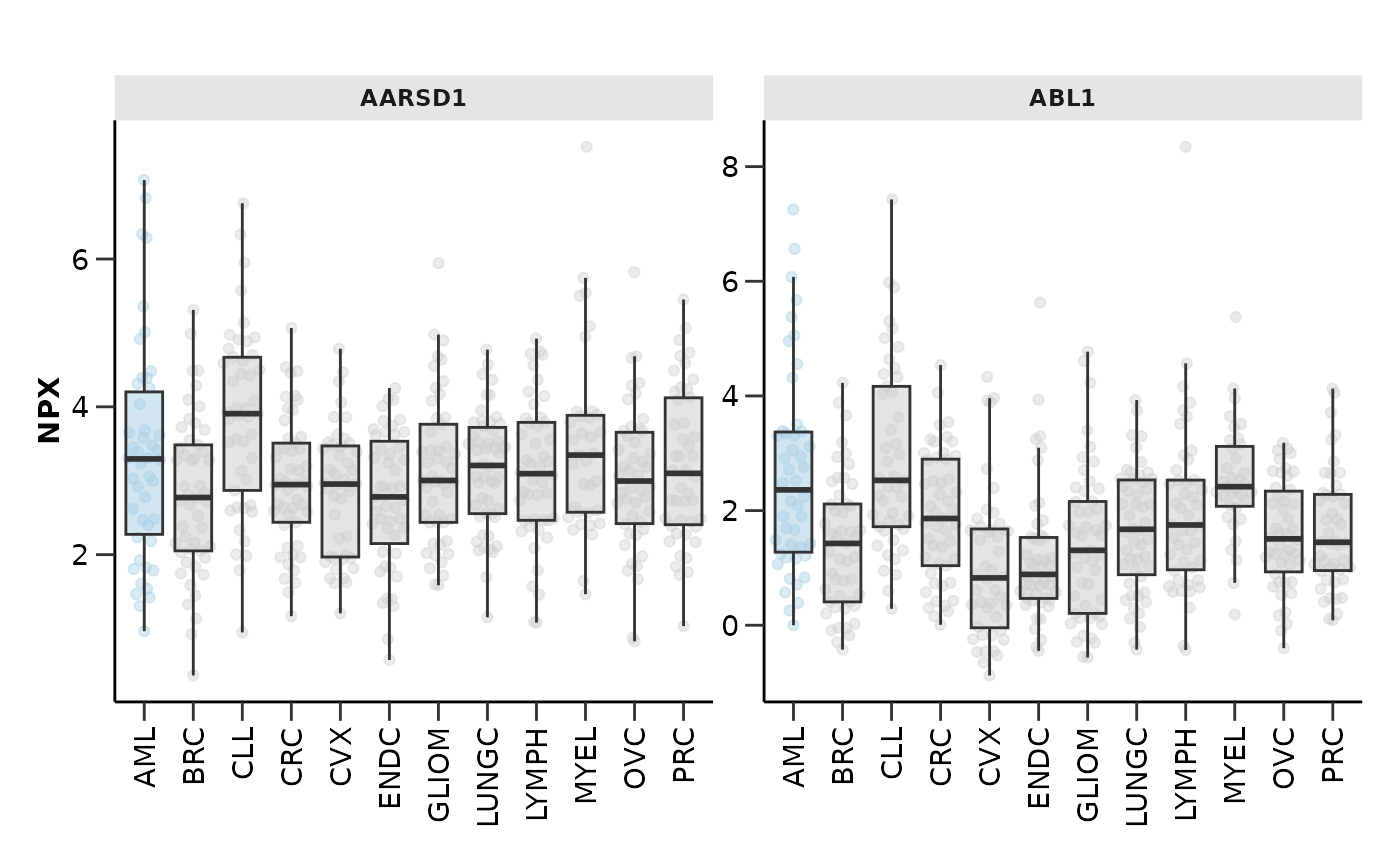 AARSD1
ABL1
NPX
6
4
2
8
6
4
2
0
AML
BRC
CLL
CRC
CVX
ENDC
GLIOM
LUNGC
LYMPH
MYEL
OVC
PRC
AML
BRC
CLL
CRC
CVX
ENDC
GLIOM
LUNGC
LYMPH
MYEL
OVC
PRC